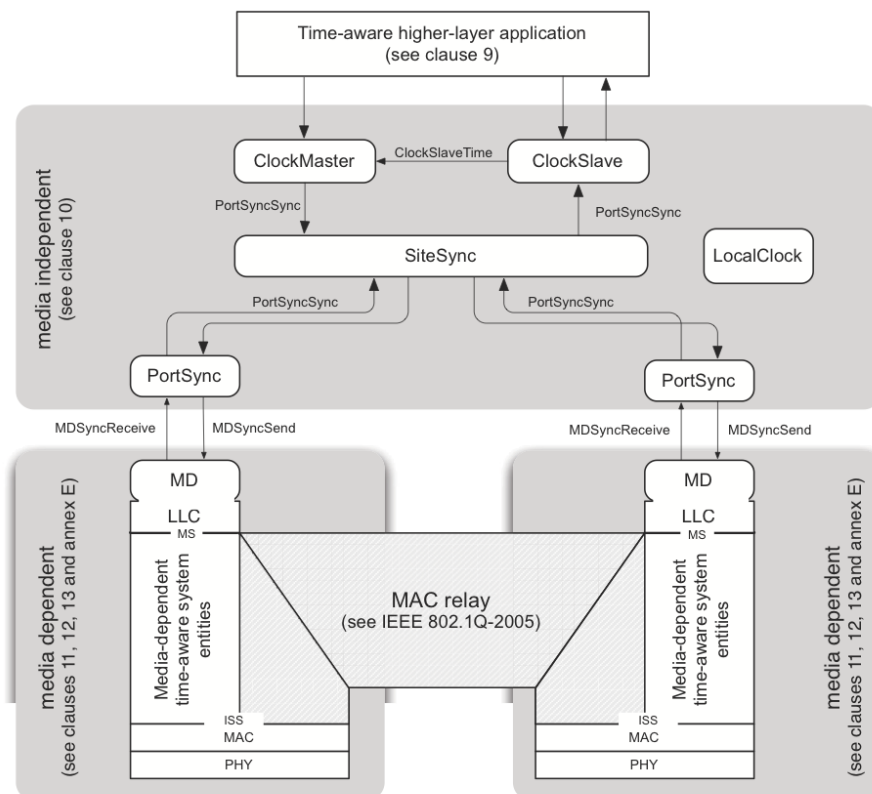 Time-aware higher-layer application
(see clause 9)
ClockMaster
ClockSlaveTime
ClockSlave
PortSyncSync
PortSyncSync
SiteSync
LocalClock
media independent
(see clause 10)
PortSyncSync
PortSyncSync
PortSync
PortSync
MDSyncReceive
MDSyncSend
MDSyncReceive
MDSyncSend
media dependent
(see clauses 11, 12, 13 and annex E)
MD
LLC
MS
Media-dependent
time-aware system
entities
ISS
MAC
PHY
MAC relay
(see IEEE 802.1Q-2005)
MD
LLC
MS
Media-dependent
time-aware system
entities
ISS
MAC
PHY
media dependent
(see clauses 11, 12, 13 and annex E)